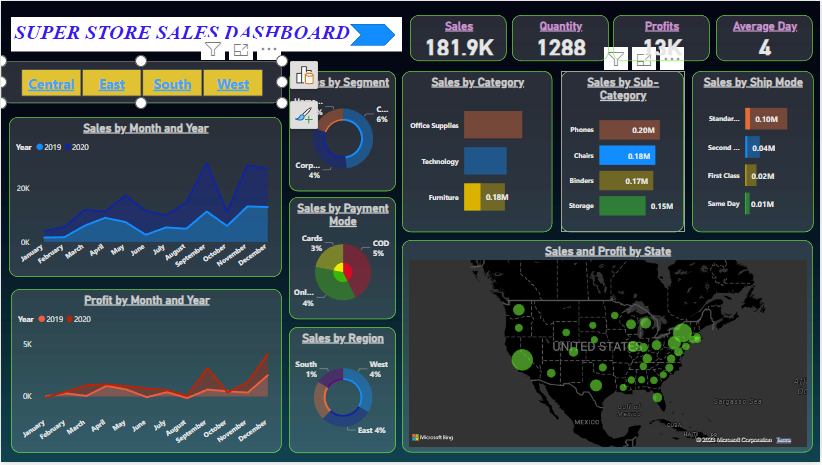 SUPER STORE SALES DASHBOARD
Sales
181.9K
Quantity
1288
Profits
13K
Average Day
4
Central
East
South
West
Sales by Month and Year
Year 2019 2020
20K
0K
January
February
March
April
May
June
July
August
September
October
November
December
Profit by Month and Year
Year 2019 2020
5K
0K
January
February
March
April
May
June
July
August
September
October
November
December
by Segment
C...
6%
Corp...
4%
Sales by Payment
Mode
Cards
3%
COD
5%
Onl...
4%
Sales by Region
South
1%
West
4%
East 4%
Sales by Category
Office Supplies
Technology
Furniture
0.18M
Sales by Sub-
Category
Phones
0.20M
Chairs
0.18M
Binders
0.17M
Storage
0.15M
Sales by Ship Mode
Standar...
0.10M
Second ...
0.04M
First Class
0.02M
Same Day
0.01M
Sales and Profit by State
UNITED STATES
MEXICO
Gulf of
Mexico
CUBA
HAITI
Sargasso Sea
Microsoft Bing
© 2023 Microsoft Corporation Terms